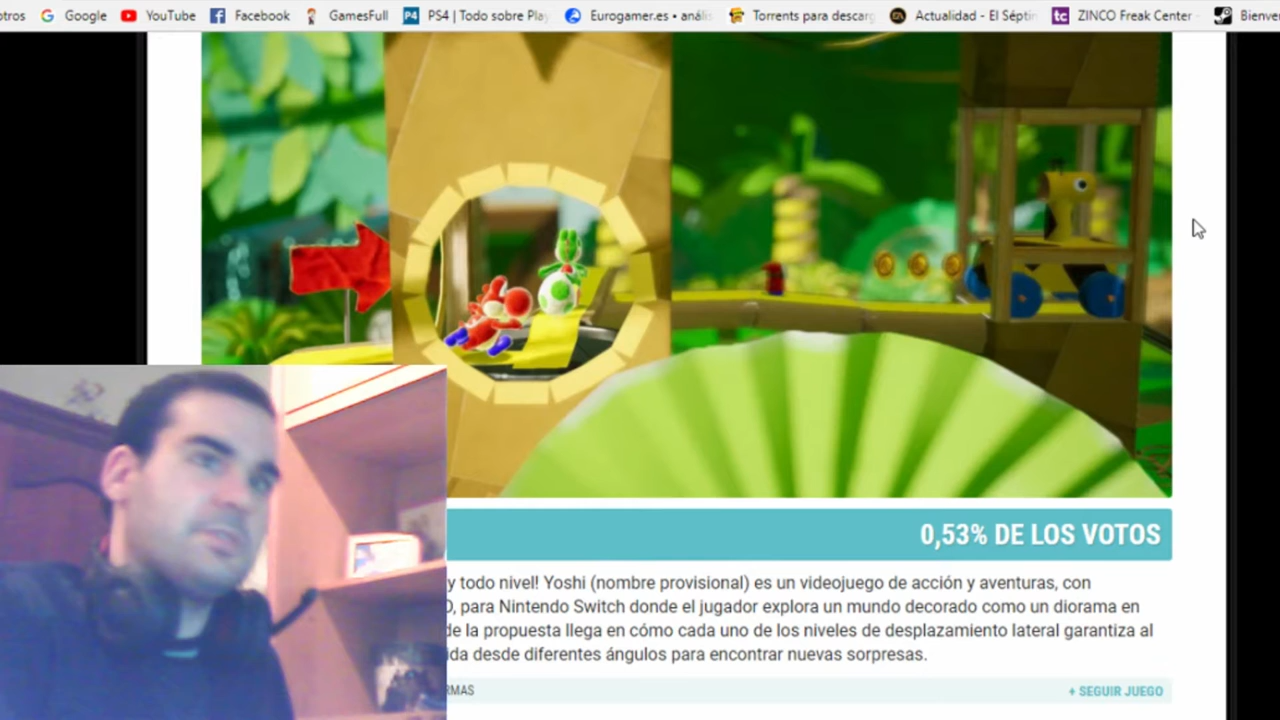 otros Google YouTube Facebook GamesFull PS4 | Todo sobre Play Eurogamer.es • anális Torrents para descarg Actualidad - El Séptim ZINCO Freak Center - Bienve
0,53% DE LOS VOTOS
y todo nivel! Yoshi (nombre provisional) es un videojuego de acción y aventuras, con
, para Nintendo Switch donde el jugador explora un mundo decorado como un diorama en
de la propuesta llega en cómo cada uno de los niveles de desplazamiento lateral garantiza al
ida desde diferentes ángulos para encontrar nuevas sorpresas.
RMAS + SEGUIR JUEGO